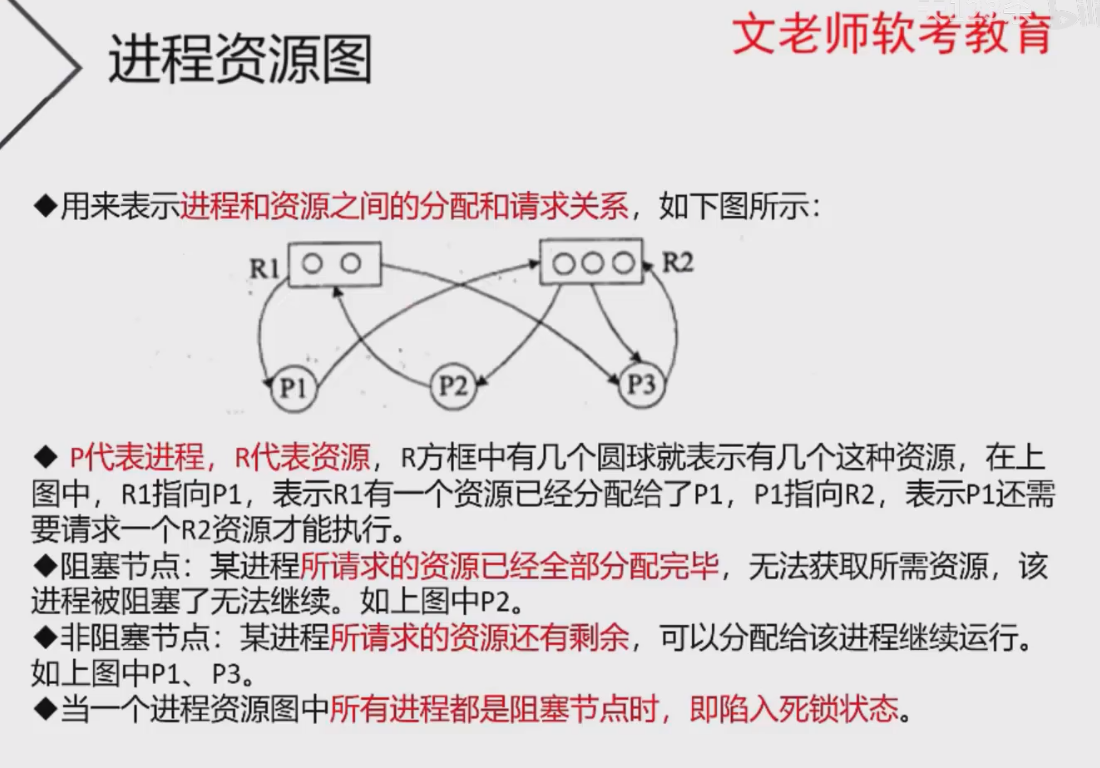 进程资源图
文老师软考教育
◆用来表示进程和资源之间的分配和请求关系，如下图所示：
R1
R2
P1
P2
P3
◆ P代表进程，R代表资源，R方框中有几个圆球就表示有几个这种资源，在上
图中，R1指向P1，表示R1有一个资源已经分配给了P1，P1指向R2，表示P1还需
要请求一个R2资源才能执行。
◆阻塞节点：某进程所请求的资源已经全部分配完毕，无法获取所需资源，该
进程被阻塞了无法继续。如上图中P2。
◆非阻塞节点：某进程所请求的资源还有剩余，可以分配给该进程继续运行。
如上图中P1、P3。
◆当一个进程资源图中所有进程都是阻塞节点时，即陷入死锁状态。